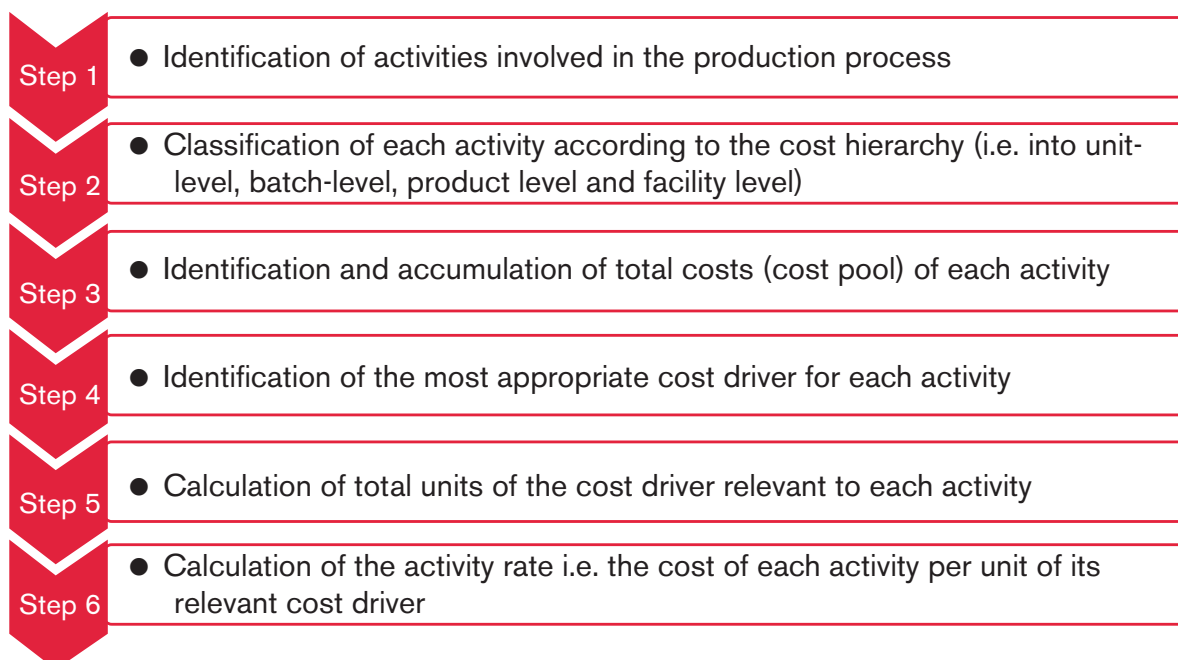 Step 1
● Identification of activities involved in the production process
Step 2
● Classification of each activity according to the cost hierarchy (i.e. into unit-
level, batch-level, product level and facility level)
Step 3
● Identification and accumulation of total costs (cost pool) of each activity
Step 4
● Identification of the most appropriate cost driver for each activity
Step 5
● Calculation of total units of the cost driver relevant to each activity
Step 6
● Calculation of the activity rate i.e. the cost of each activity per unit of its
relevant cost driver